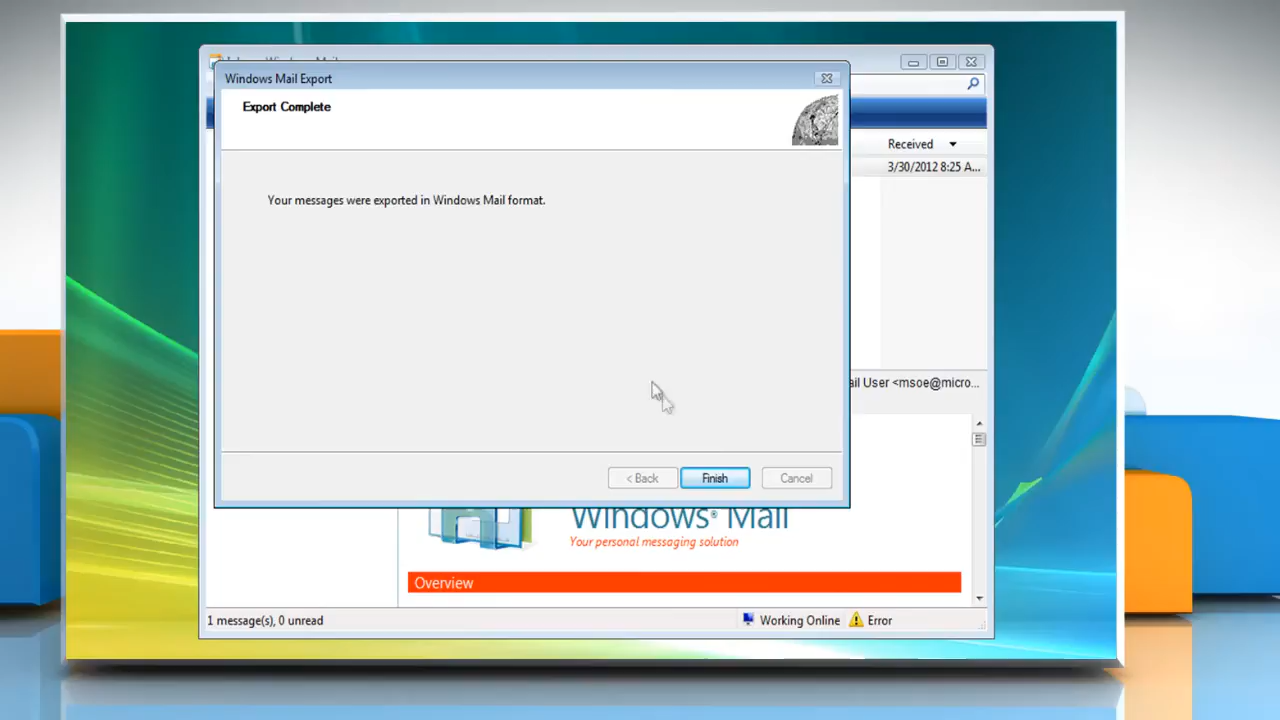 Windows Mail Export
Export Complete
Received
3/30/2012 8:25 A...
Your messages were exported in Windows Mail format.
ail User <msoe@micro...
< Back
Finish
Cancel
Windows® Mail
Your personal messaging solution
Overview
1 message(s), 0 unread
Working Online
Error